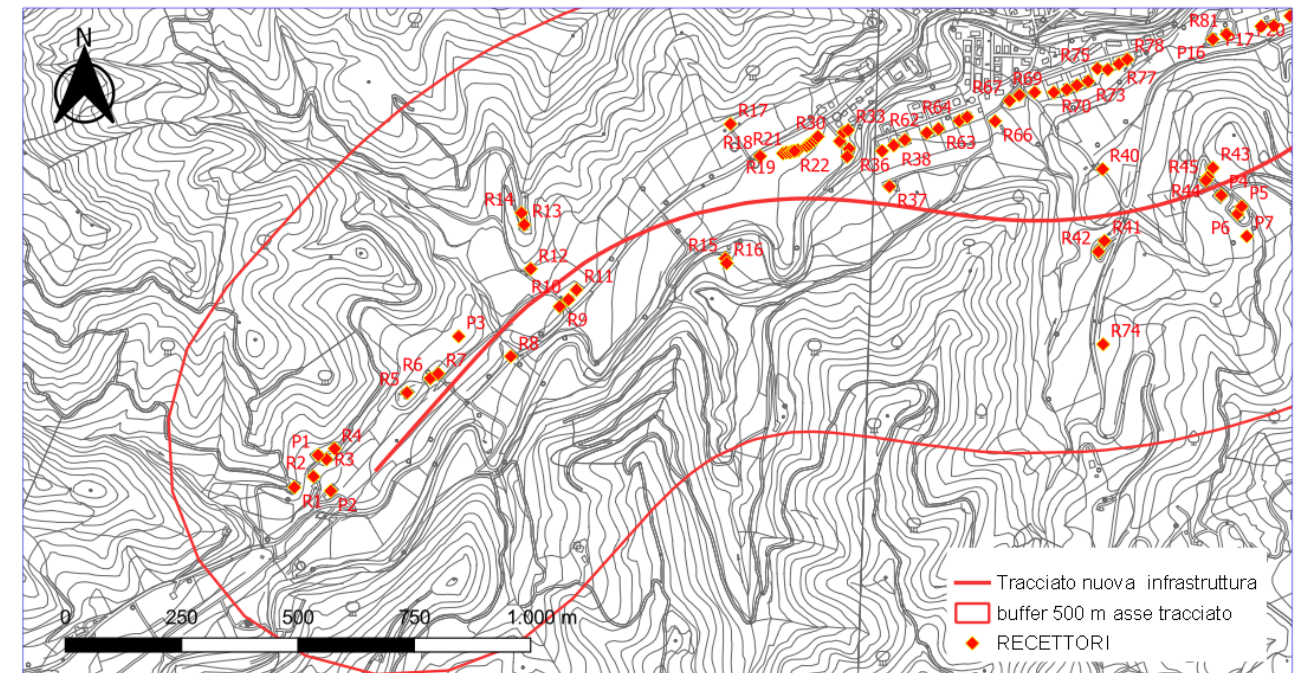 N
R81
P17
P20
R75
R78
P16
R67
R69
R77
R73
R70
R17
R64
R33
R30
R62
R18
R21
R66
R63
R19
R22
R36
R38
R40
R43
R45
R44
P4
R37
P5
R14
R13
P6
P7
R42
R41
R15
R16
R12
R11
R10
R9
P3
R8
R74
R6
R7
R5
P1
R4
R2
R3
R1
P2
0 250 500 750 1.000 m
Tracciato nuova infrastruttura
buffer 500 m asse tracciato
RECETTORI